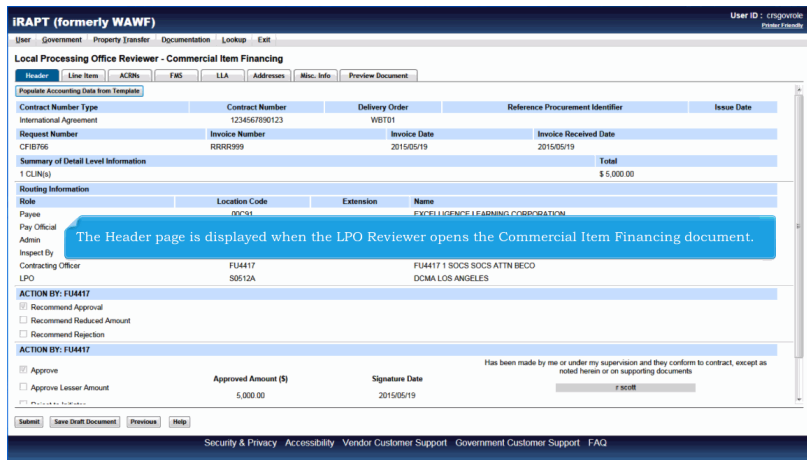 iRAPT (formerly WAWF)
User ID : crsgovrole
Printer Friendly
User Government Property Transfer Documentation Lookup Exit
Local Processing Office Reviewer - Commercial Item Financing
Header Line Item ACRNs FMS LLA Addresses Misc. Info Preview Document
Populate Accounting Data from Template
Contract Number Type Contract Number Delivery Order Reference Procurement Identifier Issue Date
International Agreement 1234567890123 WBT01
Request Number Invoice Number Invoice Date Invoice Received Date
CFIB766 RRRR999 2015/05/19 2015/05/19
Summary of Detail Level Information Total
1 CLIN(s) $ 5,000.00
Routing Information
Role Location Code Extension Name
Payee 00C91 EXCELLIGENCE LEARNING CORPORATION
Pay Official
The Header page is displayed when the LPO Reviewer opens the Commercial Item Financing document.
Admin
Inspect By
Contracting Officer FU4417 FU4417 1 SOCS SOCS ATTN BECO
LPO S0512A DCMA LOS ANGELES
ACTION BY: FU4417
Recommend Approval
Recommend Reduced Amount
Recommend Rejection
ACTION BY: FU4417
Has been made by me or under my supervision and they conform to contract, except as noted herein or on supporting documents
Approve
Approved Amount ($) Signature Date
Approve Lesser Amount r scott
5,000.00 2015/05/19
Reject to Initiator
Submit Save Draft Document Previous Help
Security & Privacy Accessibility Vendor Customer Support Government Customer Support FAQ